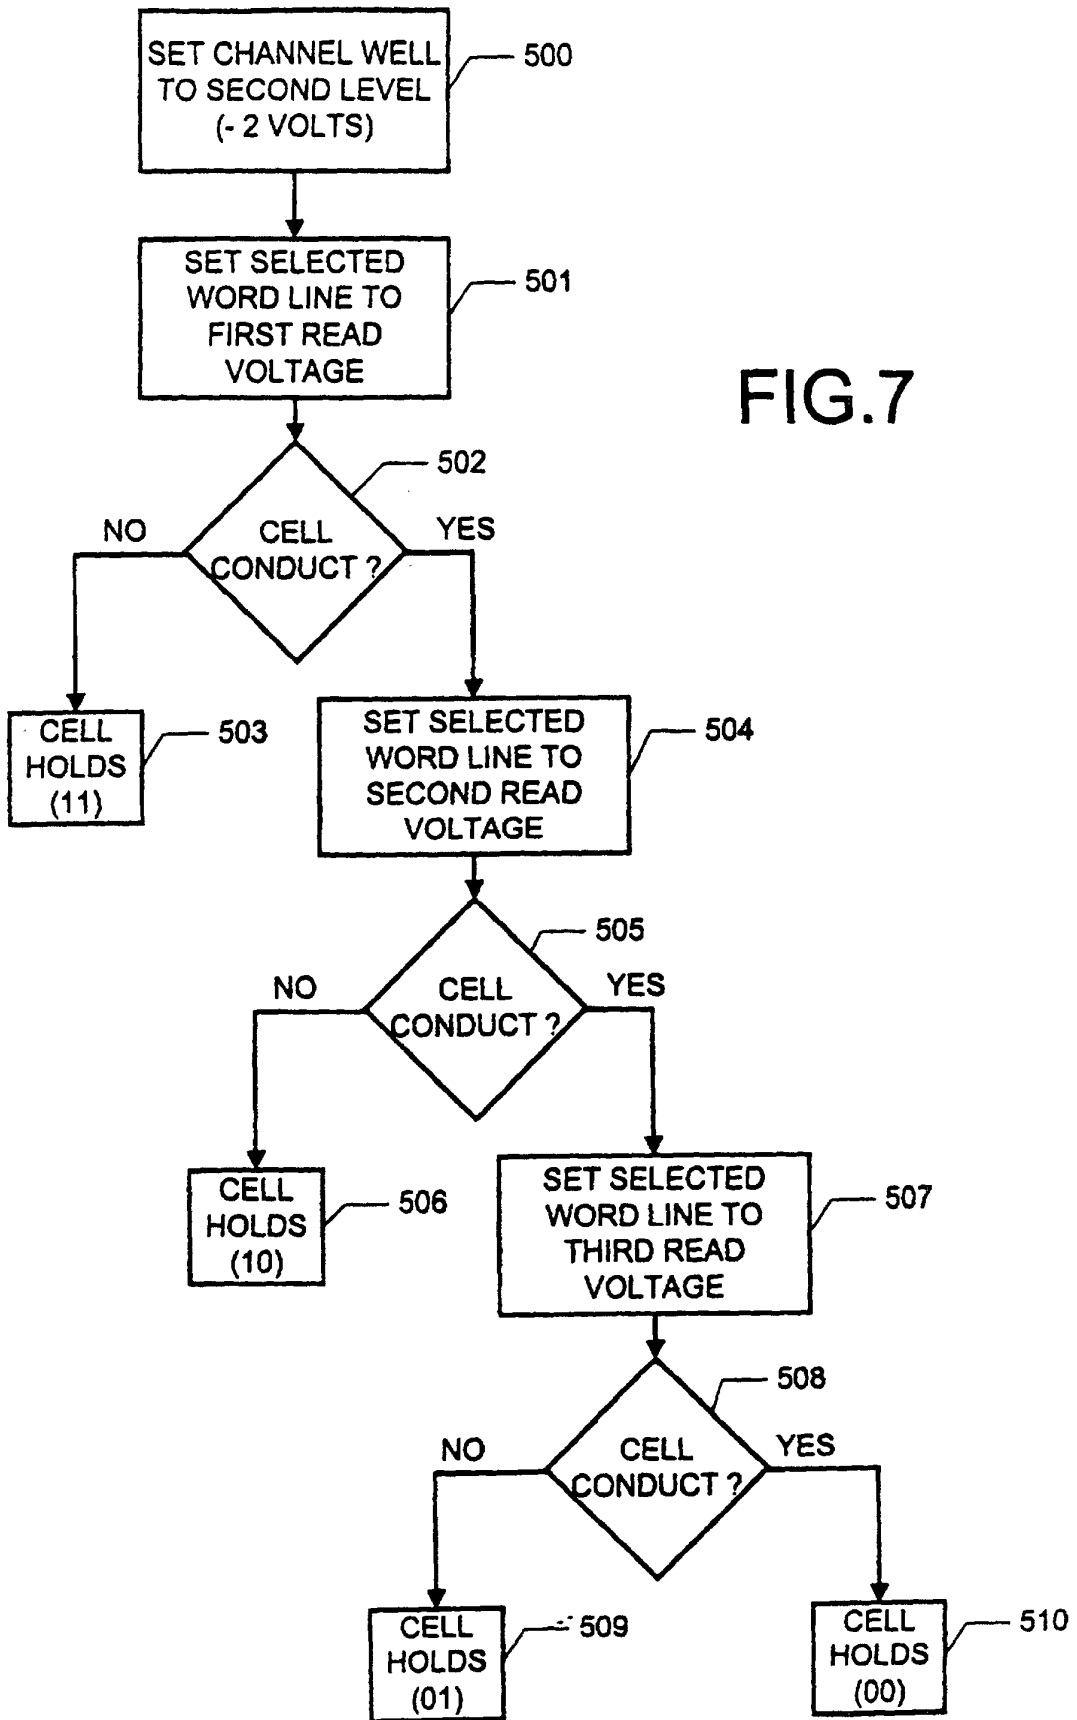 SET CHANNEL WELL
TO SECOND LEVEL
(- 2 VOLTS)
500
SET SELECTED
WORD LINE TO
FIRST READ
VOLTAGE
501
FIG.7
502
CELL
CONDUCT ?
NO
YES
CELL
HOLDS
(11)
503
SET SELECTED
WORD LINE TO
SECOND READ
VOLTAGE
504
505
CELL
CONDUCT ?
NO
YES
CELL
HOLDS
(10)
506
SET SELECTED
WORD LINE TO
THIRD READ
VOLTAGE
507
508
CELL
CONDUCT ?
NO
YES
CELL
HOLDS
(01)
509
CELL
HOLDS
(00)
510